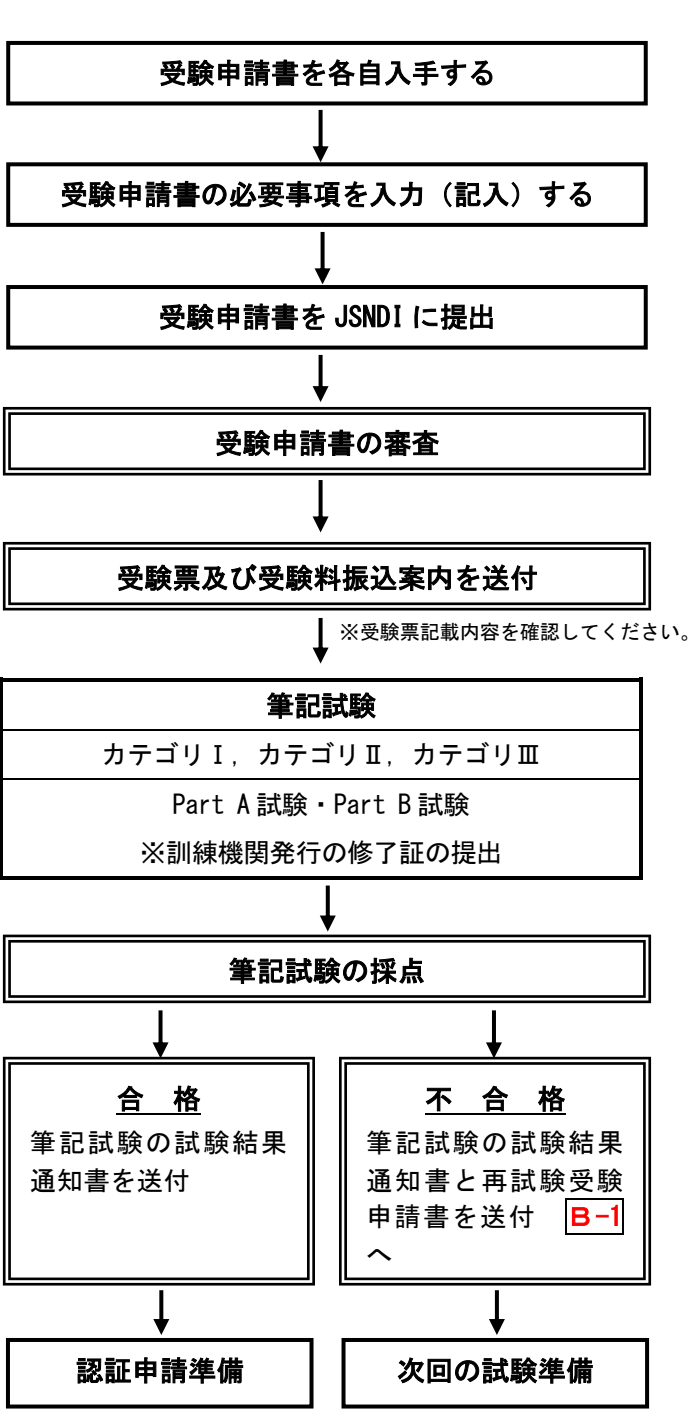 受験申請書を各自入手する
受験申請書の必要事項を入力（記入）する
受験申請書を JSNDI に提出
受験申請書の審査
受験票及び受験料振込案内を送付
※受験票記載内容を確認してください。
筆記試験
カテゴリⅠ, カテゴリⅡ, カテゴリⅢ
Part A 試験・Part B 試験
※訓練機関発行の修了証の提出
筆記試験の採点
合　格
筆記試験の試験結果
通知書を送付
不　合　格
筆記試験の試験結果
通知書と再試験受験
申請書を送付　B-1
へ
認証申請準備
次回の試験準備